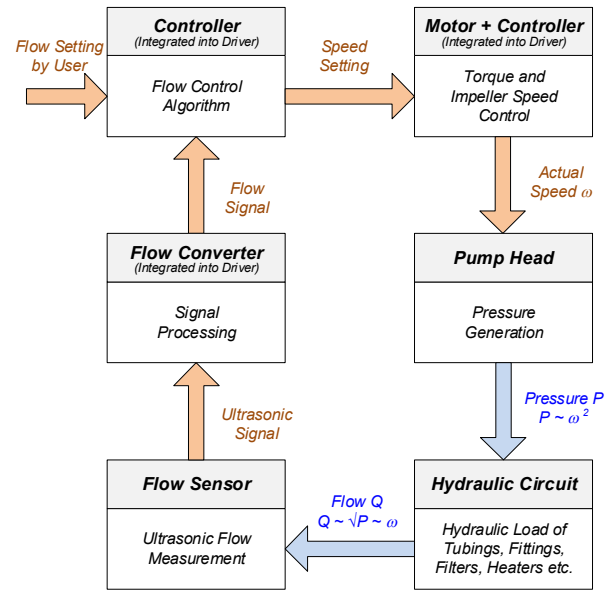 Controller
(Integrated into Driver)
Flow Control
Algorithm
Flow Setting
by User
Speed
Setting
Motor + Controller
(Integrated into Driver)
Torque and
Impeller Speed
Control
Actual
Speed ω
Pump Head
Pressure
Generation
Pressure P
P ~ ω²
Hydraulic Circuit
Hydraulic Load of
Tubings, Fittings,
Filters, Heaters etc.
Flow Q
Q ~ √P ~ ω
Flow Sensor
Ultrasonic Flow
Measurement
Ultrasonic
Signal
Flow Converter
(Integrated into Driver)
Signal
Processing
Flow
Signal